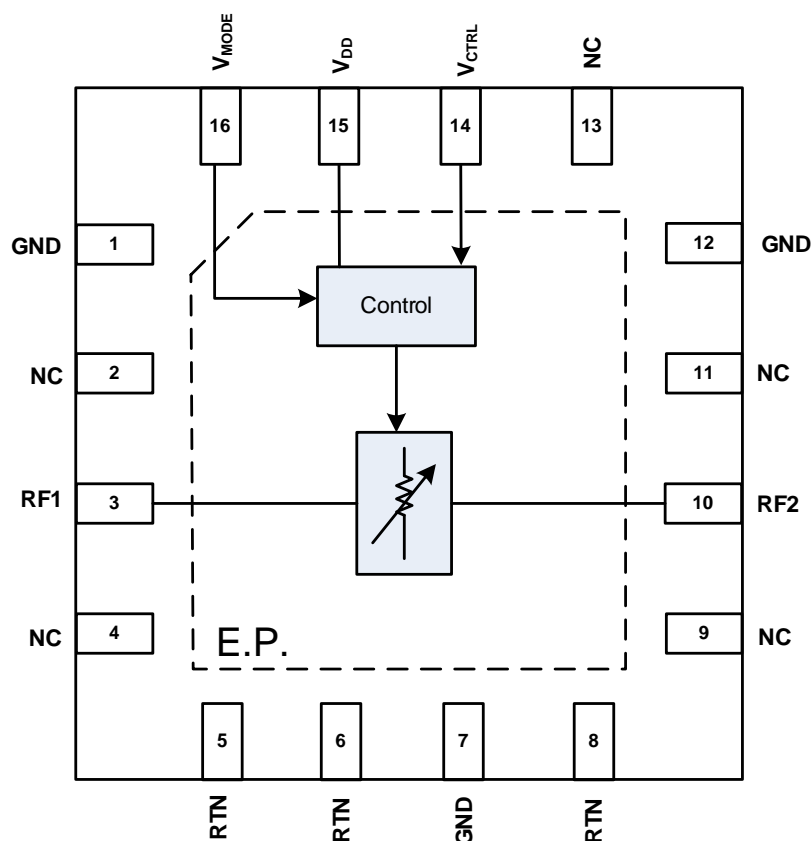 VMODE
VDD
VCTRL
NC
16
15
14
13
GND
1
12
GND
Control
NC
2
11
NC
RF1
3
10
RF2
NC
4
9
NC
E.P.
5
6
7
8
RTN
RTN
GND
RTN